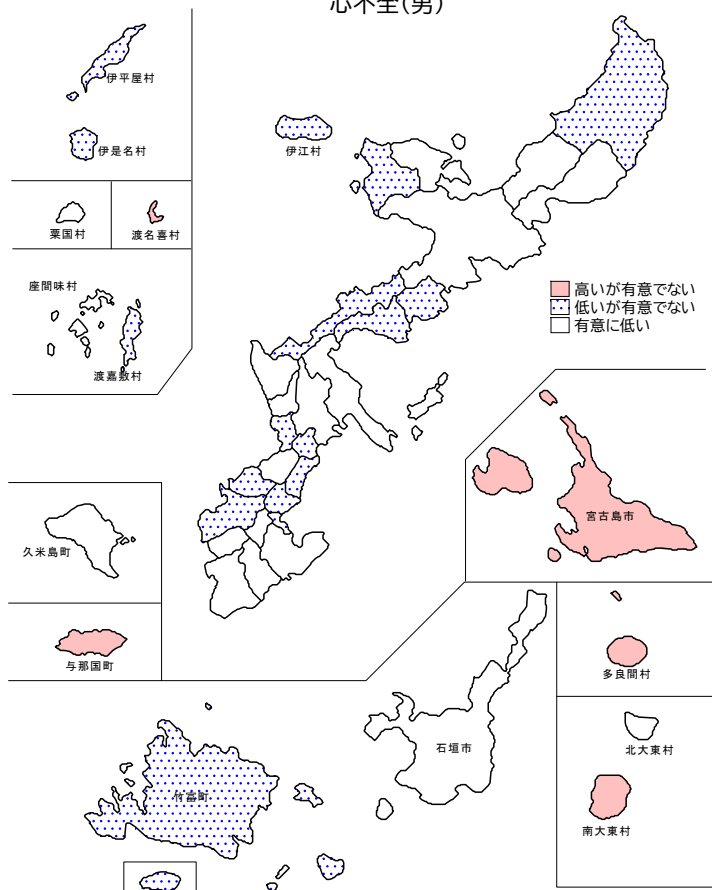 心不全(男)
伊平屋村
伊是名村
伊江村
粟国村
渡名喜村
座間味村
渡嘉敷村
高いが有意でない
低いが有意でない
有意に低い
宮古島市
久米島町
与那国町
多良間村
石垣市
北大東村
竹富町
南大東村